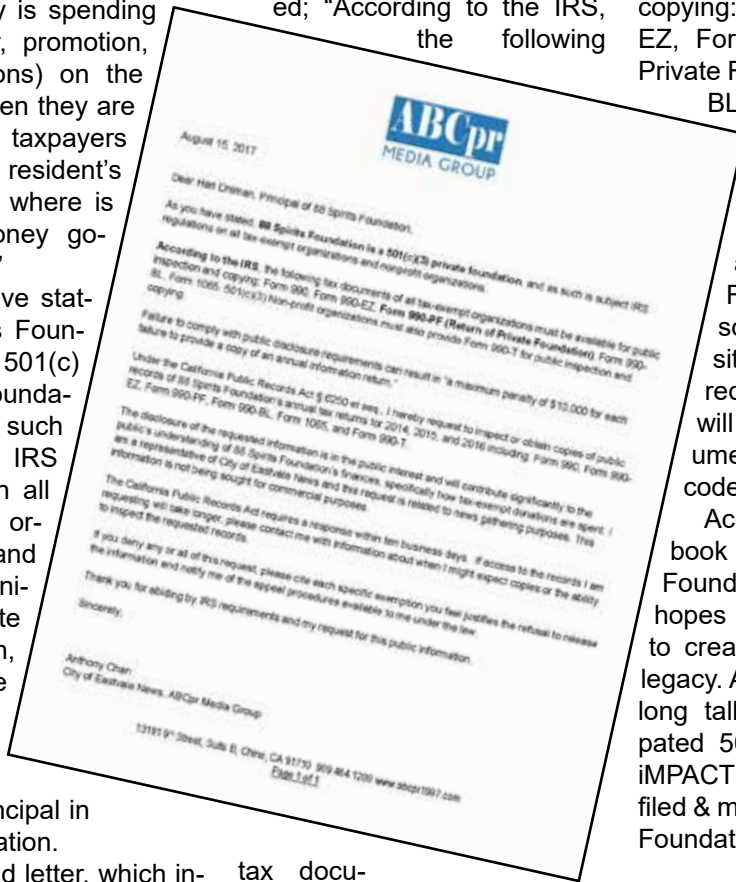 y is spending
, promotion,
ons) on the
en they are
taxpayers
resident's
where is
oney go-
ve stat-
s Foun-
501(c)
ounda-
such
IRS
n all
or-
and
ni-
te
n,
e
ncipal in
ation.
d letter, which in-
ed; “According to the IRS,
the following
ABCpr
MEDIA GROUP
August 15, 2017
Dear Hart Principal of 88 Spirits Foundation,
As you have stated, 88 Spirits Foundation is a 501(c)(3) private foundation, and as such is subject IRS
regulations on all tax-exempt organizations and nonprofit organizations.
According to the IRS, the following tax documents of all tax-exempt organizations must be available for public
inspection and copying: Form 990, Form 990-EZ, Form 990-PF (Return of Private Foundation), Form 990-
BL, Form 1065. 501(c)(3) Non-profit organizations must also provide Form 990-T for public inspection and
copying.
Failure to comply with public disclosure requirements can result in “a maximum penalty of $10,000 for each
failure to provide a copy of an annual information return.”
Under the California Public Records Act § 6250 et seq., I hereby request to inspect or obtain copies of public
records of 88 Spirits Foundation's annual tax returns for 2014, 2015, and 2016 including: Form 990, Form 990-
EZ, Form 990-PF, Form 990-BL, Form 1065, and Form 990-T.
The disclosure of the requested information is in the public interest and will contribute significantly to the
public's understanding of 88 Spirits Foundation's finances, specifically how tax-exempt donations are spent. I
am a representative of City of Eastvale News and this request is related to news gathering purposes. This
information is not being sought for commercial purposes.
The California Public Records Act requires a response within ten business days. If access to the records I am
requesting will take longer, please contact me with information about when I might expect copies or the ability
to inspect the requested records.
If you deny any or all of this request, please cite each specific exemption you feel justifies the refusal to release
the information and notify me of the appeal procedures available to me under the law.
Thank you for abiding by IRS requirements and my request for this public information.
Sincerely,
Anthony Chan
City of Eastvale News, ABCpr Media Group
13191 9th Street, Suite B, Chino, CA 91710 909.464.1200 www.abcpr1997.com
Page 1 of 1
tax docu-
copying:
EZ, For
Private F
BL
F
so
sit
rec
will
ume
code
Acc
book
Found
hopes
to crea
legacy. A
long tall
pated 50
iMPACT
filed & m
Foundat